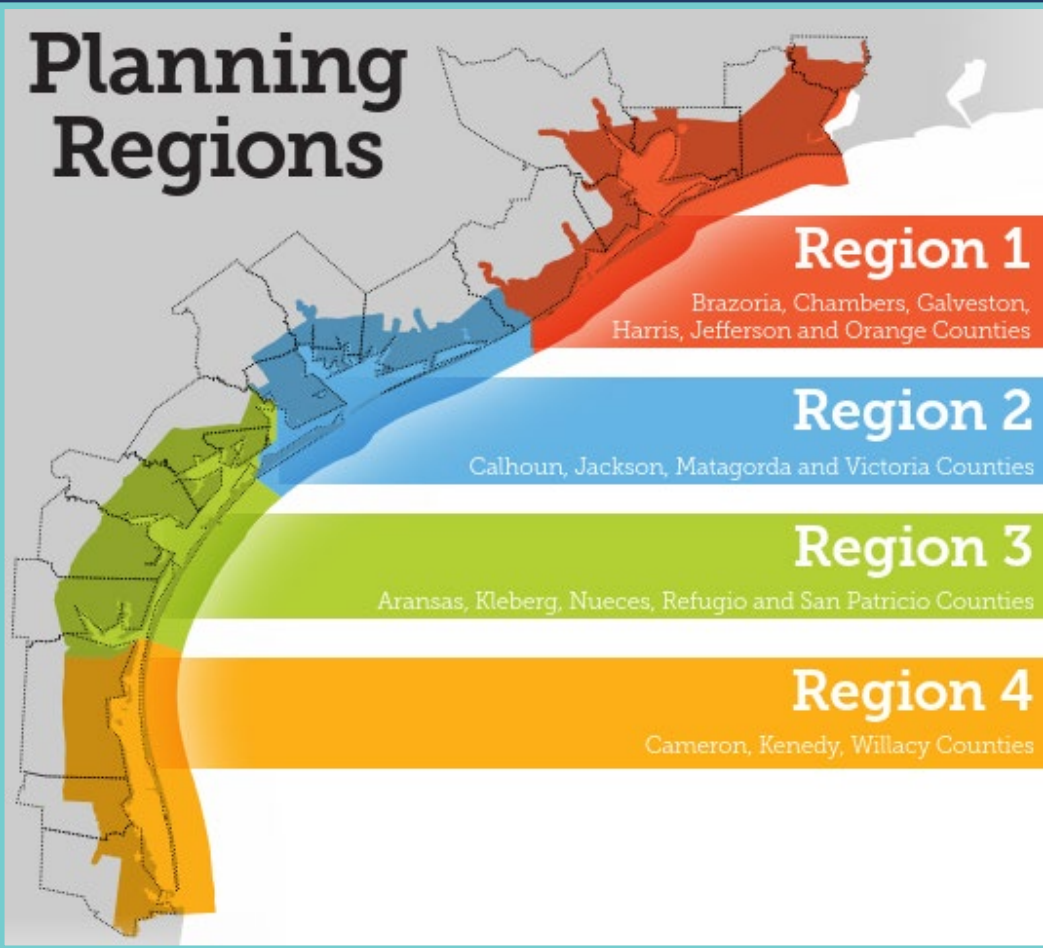 Planning
Regions
Region 1
Brazoria, Chambers, Galveston,
Harris, Jefferson and Orange Counties
Region 2
Calhoun, Jackson, Matagorda and Victoria Counties
Region 3
Aransas, Kleberg, Nueces, Refugio and San Patricio Counties
Region 4
Cameron, Kenedy, Willacy Counties